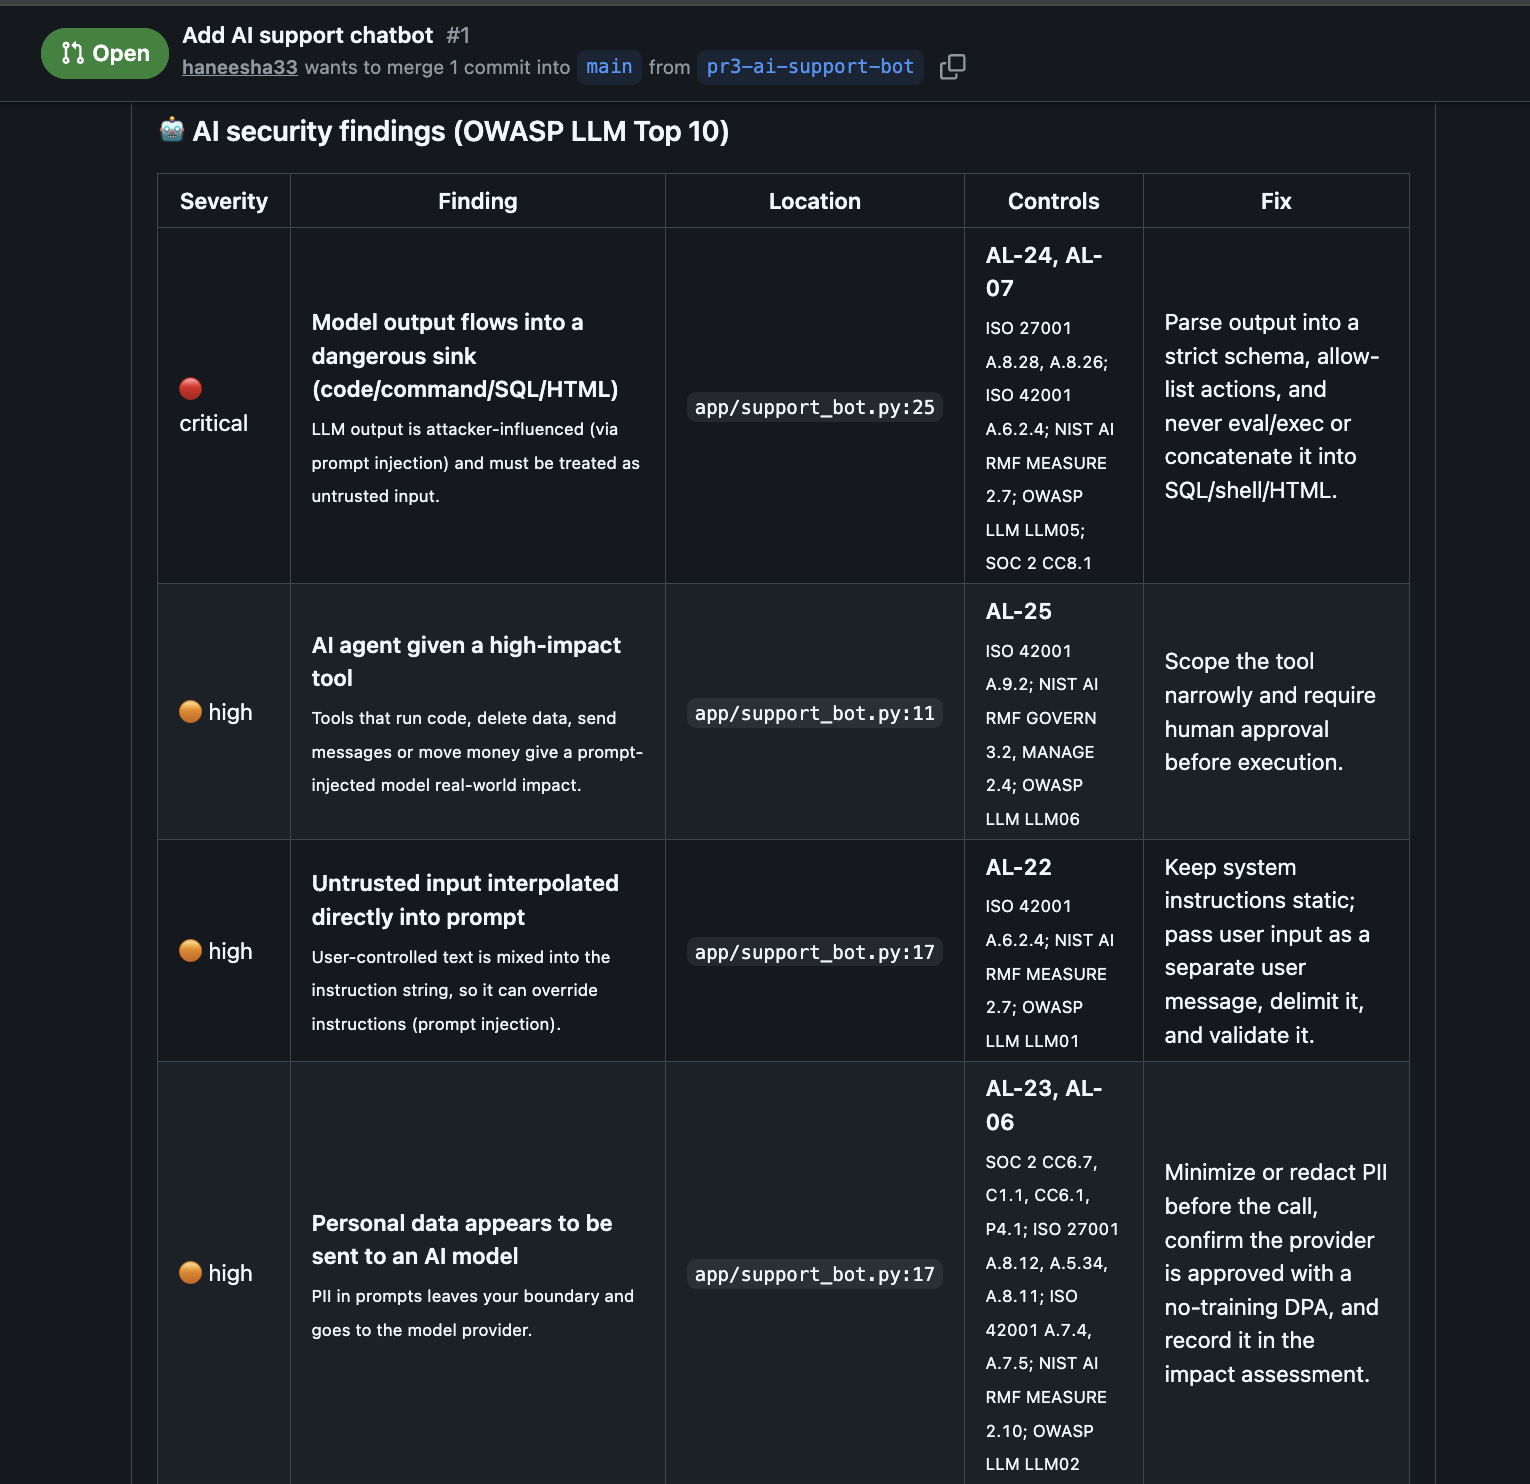 Open
Add AI support chatbot #1
haneesha33 wants to merge 1 commit into main from pr3-ai-support-bot
AI security findings (OWASP LLM Top 10)
Severity
Finding
Location
Controls
Fix
critical
Model output flows into a
dangerous sink
(code/command/SQL/HTML)
LLM output is attacker-influenced (via
prompt injection) and must be treated as
untrusted input.
app/support_bot.py:25
AL-24, AL-
07
ISO 27001
A.8.28, A.8.26;
ISO 42001
A.6.2.4; NIST AI
RMF MEASURE
2.7; OWASP
LLM LLM05;
SOC 2 CC8.1
Parse output into a
strict schema, allow-
list actions, and
never eval/exec or
concatenate it into
SQL/shell/HTML.
high
AI agent given a high-impact
tool
Tools that run code, delete data, send
messages or move money give a prompt-
injected model real-world impact.
app/support_bot.py:11
AL-25
ISO 42001
A.9.2; NIST AI
RMF GOVERN
3.2, MANAGE
2.4; OWASP
LLM LLM06
Scope the tool
narrowly and require
human approval
before execution.
high
Untrusted input interpolated
directly into prompt
User-controlled text is mixed into the
instruction string, so it can override
instructions (prompt injection).
app/support_bot.py:17
AL-22
ISO 42001
A.6.2.4; NIST AI
RMF MEASURE
2.7; OWASP
LLM LLM01
Keep system
instructions static;
pass user input as a
separate user
message, delimit it,
and validate it.
high
Personal data appears to be
sent to an AI model
PII in prompts leaves your boundary and
goes to the model provider.
app/support_bot.py:17
AL-23, AL-
06
SOC 2 CC6.7,
C1.1, CC6.1,
P4.1; ISO 27001
A.8.12, A.5.34,
A.8.11; ISO
42001 A.7.4,
A.7.5; NIST AI
RMF MEASURE
2.10; OWASP
LLM LLM02
Minimize or redact PII
before the call,
confirm the provider
is approved with a
no-training DPA, and
record it in the
impact assessment.